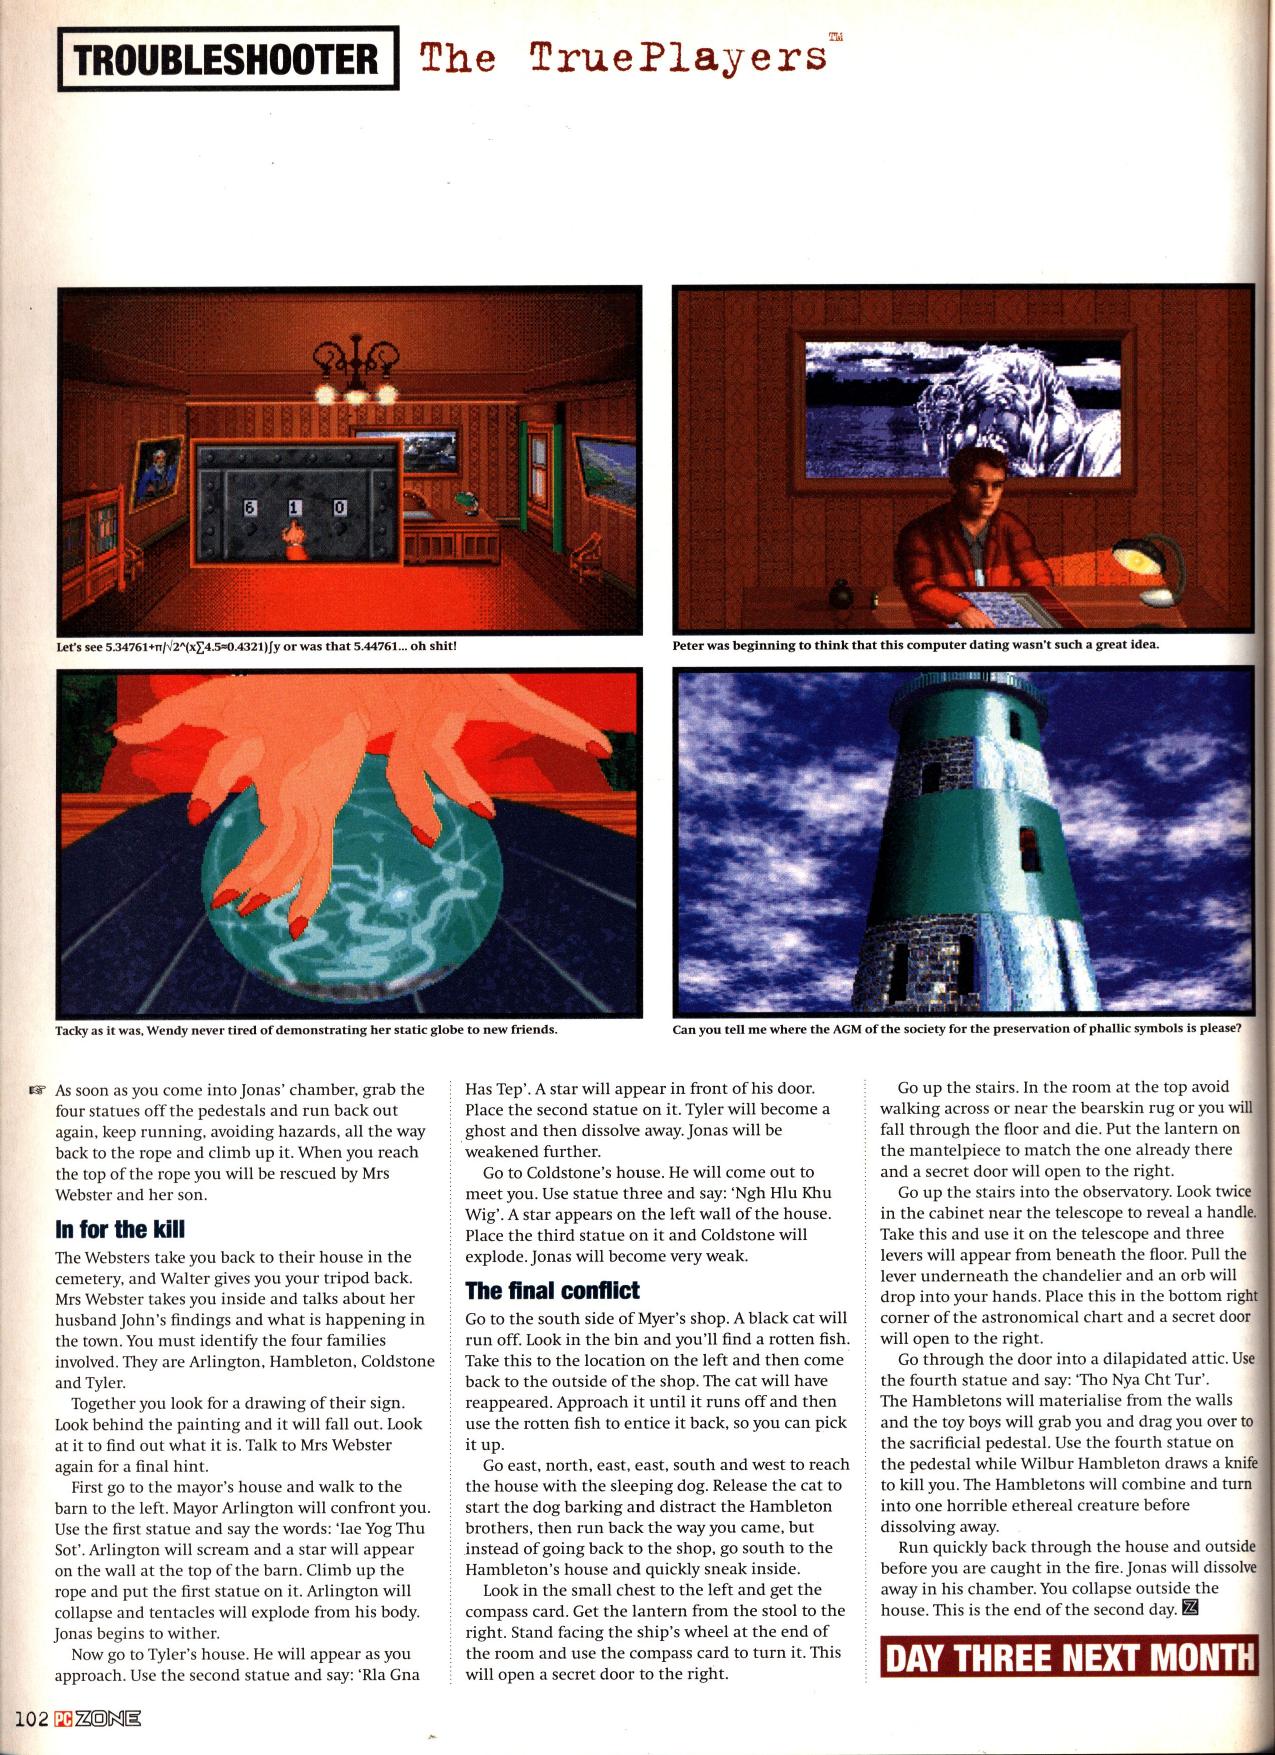 TROUBLESHOOTER The TruePlayers™
6 1 0
Let's see 5.34761+π/√2^(x∑4.5=0.4321)∫y or was that 5.44761... oh shit!
Peter was beginning to think that this computer dating wasn't such a great idea.
Tacky as it was, Wendy never tired of demonstrating her static globe to new friends.
Can you tell me where the AGM of the society for the preservation of phallic symbols is please?
☞ As soon as you come into Jonas' chamber, grab the
four statues off the pedestals and run back out
again, keep running, avoiding hazards, all the way
back to the rope and climb up it. When you reach
the top of the rope you will be rescued by Mrs
Webster and her son.
In for the kill
The Websters take you back to their house in the
cemetery, and Walter gives you your tripod back.
Mrs Webster takes you inside and talks about her
husband John's findings and what is happening in
the town. You must identify the four families
involved. They are Arlington, Hambleton, Coldstone
and Tyler.
Together you look for a drawing of their sign.
Look behind the painting and it will fall out. Look
at it to find out what it is. Talk to Mrs Webster
again for a final hint.
First go to the mayor's house and walk to the
barn to the left. Mayor Arlington will confront you.
Use the first statue and say the words: 'Iae Yog Thu
Sot'. Arlington will scream and a star will appear
on the wall at the top of the barn. Climb up the
rope and put the first statue on it. Arlington will
collapse and tentacles will explode from his body.
Jonas begins to wither.
Now go to Tyler's house. He will appear as you
approach. Use the second statue and say: 'Rla Gna
Has Tep'. A star will appear in front of his door.
Place the second statue on it. Tyler will become a
ghost and then dissolve away. Jonas will be
weakened further.
Go to Coldstone's house. He will come out to
meet you. Use statue three and say: 'Ngh Hlu Khu
Wig'. A star appears on the left wall of the house.
Place the third statue on it and Coldstone will
explode. Jonas will become very weak.
The final conflict
Go to the south side of Myer's shop. A black cat will
run off. Look in the bin and you'll find a rotten fish.
Take this to the location on the left and then come
back to the outside of the shop. The cat will have
reappeared. Approach it until it runs off and then
use the rotten fish to entice it back, so you can pick
it up.
Go east, north, east, east, south and west to reach
the house with the sleeping dog. Release the cat to
start the dog barking and distract the Hambleton
brothers, then run back the way you came, but
instead of going back to the shop, go south to the
Hambleton's house and quickly sneak inside.
Look in the small chest to the left and get the
compass card. Get the lantern from the stool to the
right. Stand facing the ship's wheel at the end of
the room and use the compass card to turn it. This
will open a secret door to the right.
Go up the stairs. In the room at the top avoid
walking across or near the bearskin rug or you will
fall through the floor and die. Put the lantern on
the mantelpiece to match the one already there
and a secret door will open to the right.
Go up the stairs into the observatory. Look twice
in the cabinet near the telescope to reveal a handle.
Take this and use it on the telescope and three
levers will appear from beneath the floor. Pull the
lever underneath the chandelier and an orb will
drop into your hands. Place this in the bottom right
corner of the astronomical chart and a secret door
will open to the right.
Go through the door into a dilapidated attic. Use
the fourth statue and say: 'Tho Nya Cht Tur'.
The Hambletons will materialise from the walls
and the toy boys will grab you and drag you over to
the sacrificial pedestal. Use the fourth statue on
the pedestal while Wilbur Hambleton draws a knife
to kill you. The Hambletons will combine and turn
into one horrible ethereal creature before
dissolving away.
Run quickly back through the house and outside
before you are caught in the fire. Jonas will dissolve
away in his chamber. You collapse outside the
house. This is the end of the second day. Z
DAY THREE NEXT MONTH
102 PC ZONE